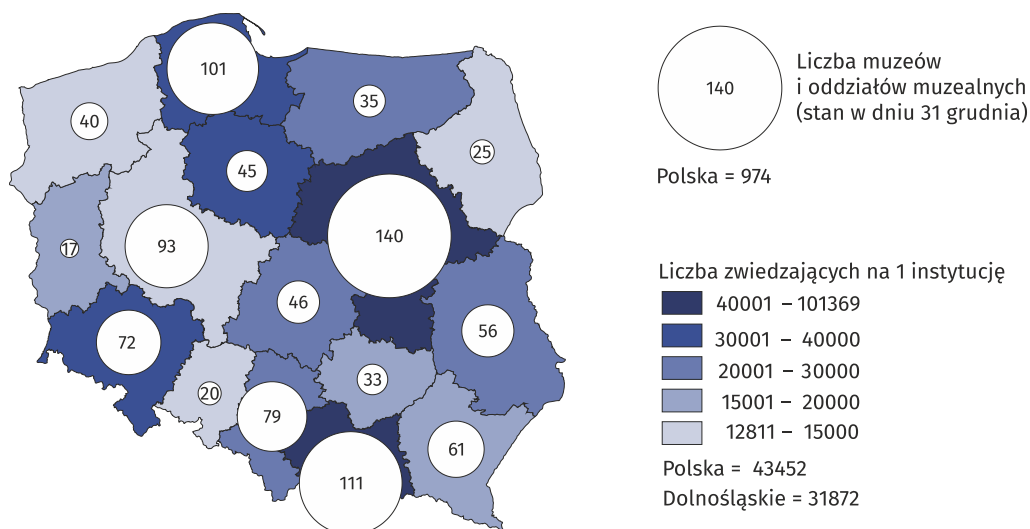 101
35
40
25
45
140
93
17
46
56
72
33
20
79
61
111
140
Liczba muzeów
i oddziałów muzealnych
(stan w dniu 31 grudnia)
Polska = 974
Liczba zwiedzających na 1 instytucję
40001 – 101369
30001 – 40000
20001 – 30000
15001 – 20000
12811 – 15000
Polska = 43452
Dolnośląskie = 31872